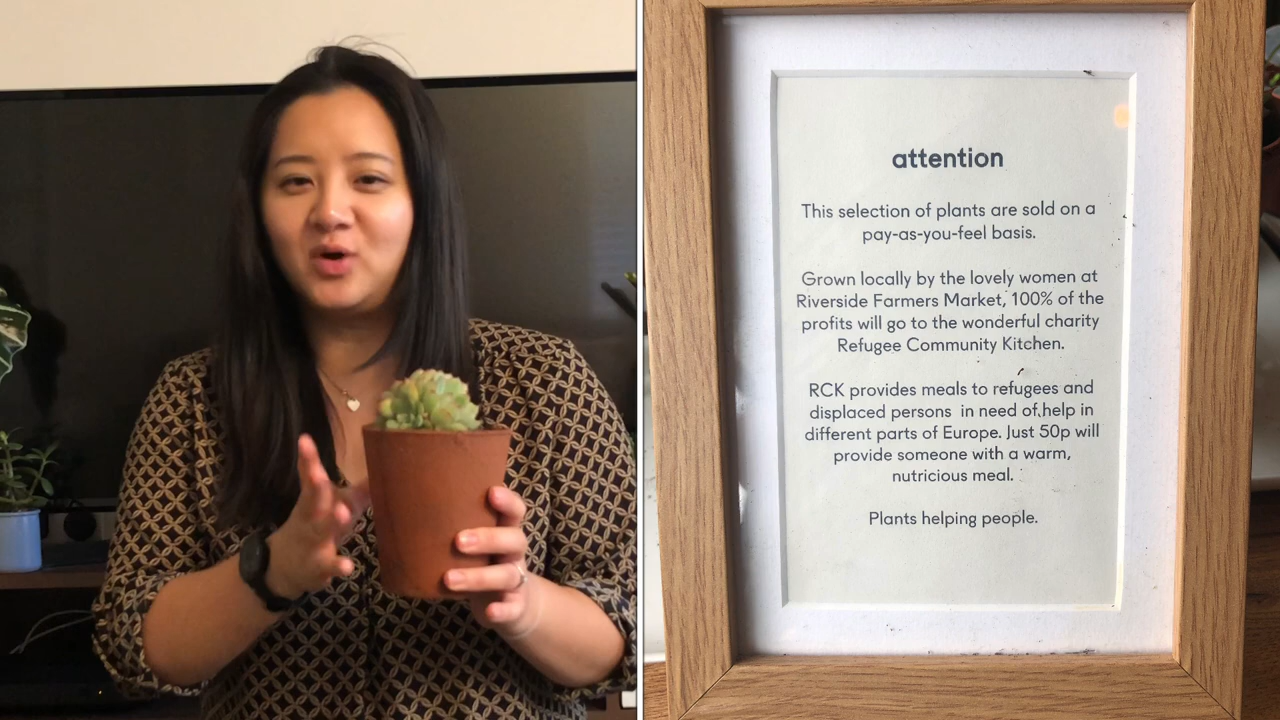 attention
This selection of plants are sold on a
pay-as-you-feel basis.
Grown locally by the lovely women at
Riverside Farmers Market, 100% of the
profits will go to the wonderful charity
Refugee Community Kitchen.
RCK provides meals to refugees and
displaced persons in need of help in
different parts of Europe. Just 50p will
provide someone with a warm,
nutricious meal.
Plants helping people.